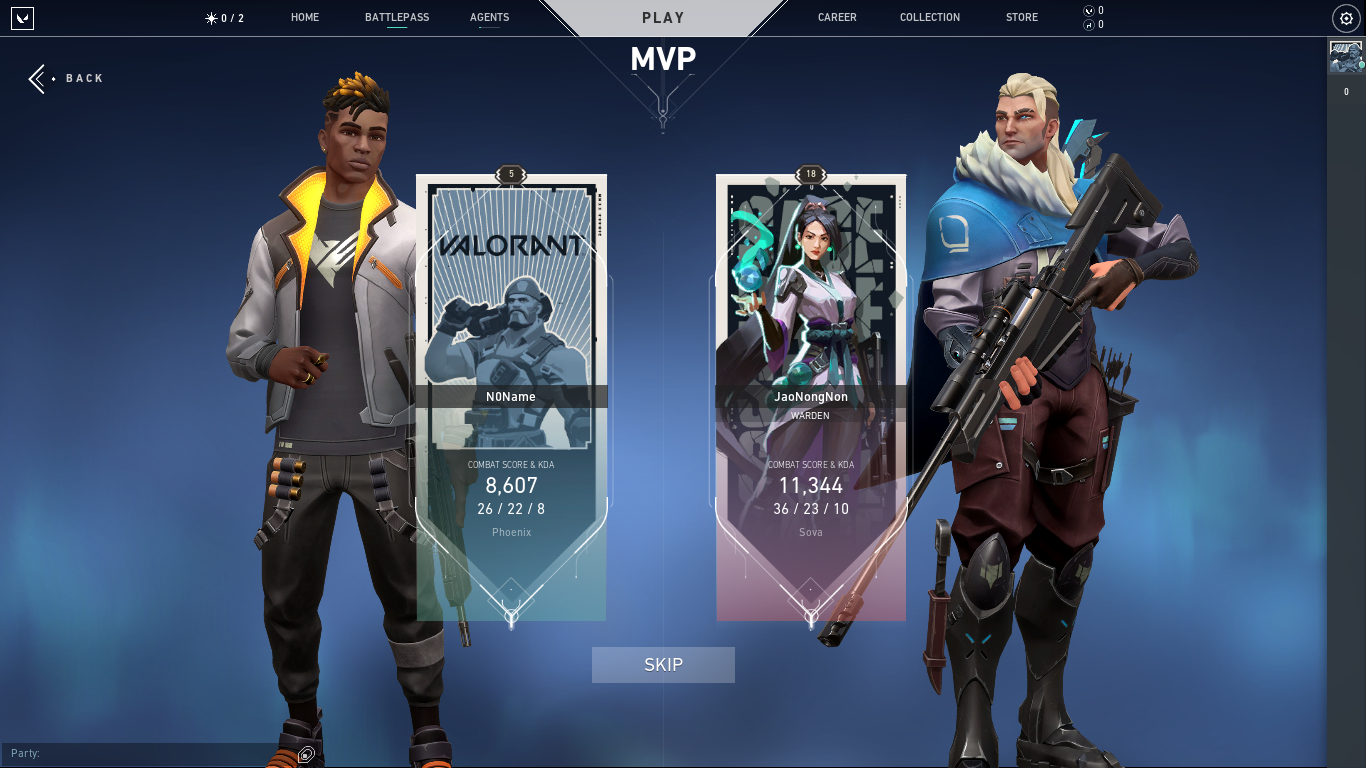 0 / 2
HOME
BATTLEPASS
AGENTS
PLAY
CAREER
COLLECTION
STORE
0
0
MVP
BACK
0
5
VALORANT
N0Name
COMBAT SCORE & KDA
8,607
26 / 22 / 8
Phoenix
18
JaoNongNon
WARDEN
COMBAT SCORE & KDA
11,344
36 / 23 / 10
Sova
SKIP
Party: